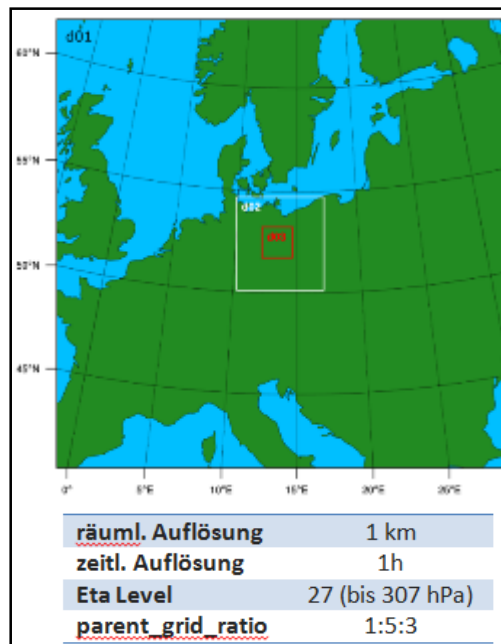 d01
60°N
55°N
50°N
45°N
d02
d03
0° 5°E 10°E 15°E 20°E 25°E
räuml. Auflösung 1 km
zeitl. Auflösung 1h
Eta Level 27 (bis 307 hPa)
parent_grid_ratio 1:5:3